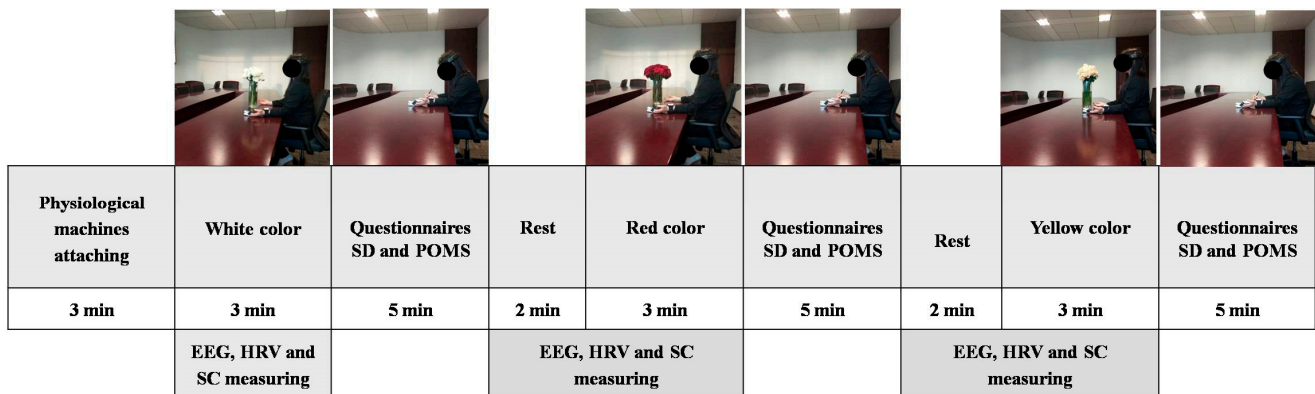 Physiological
machines
attaching
White color
Questionnaires
SD and POMS
Rest
Red color
Questionnaires
SD and POMS
Rest
Yellow color
Questionnaires
SD and POMS
3 min
3 min
5 min
2 min
3 min
5 min
2 min
3 min
5 min
EEG, HRV and
SC measuring
EEG, HRV and SC
measuring
EEG, HRV and SC
measuring